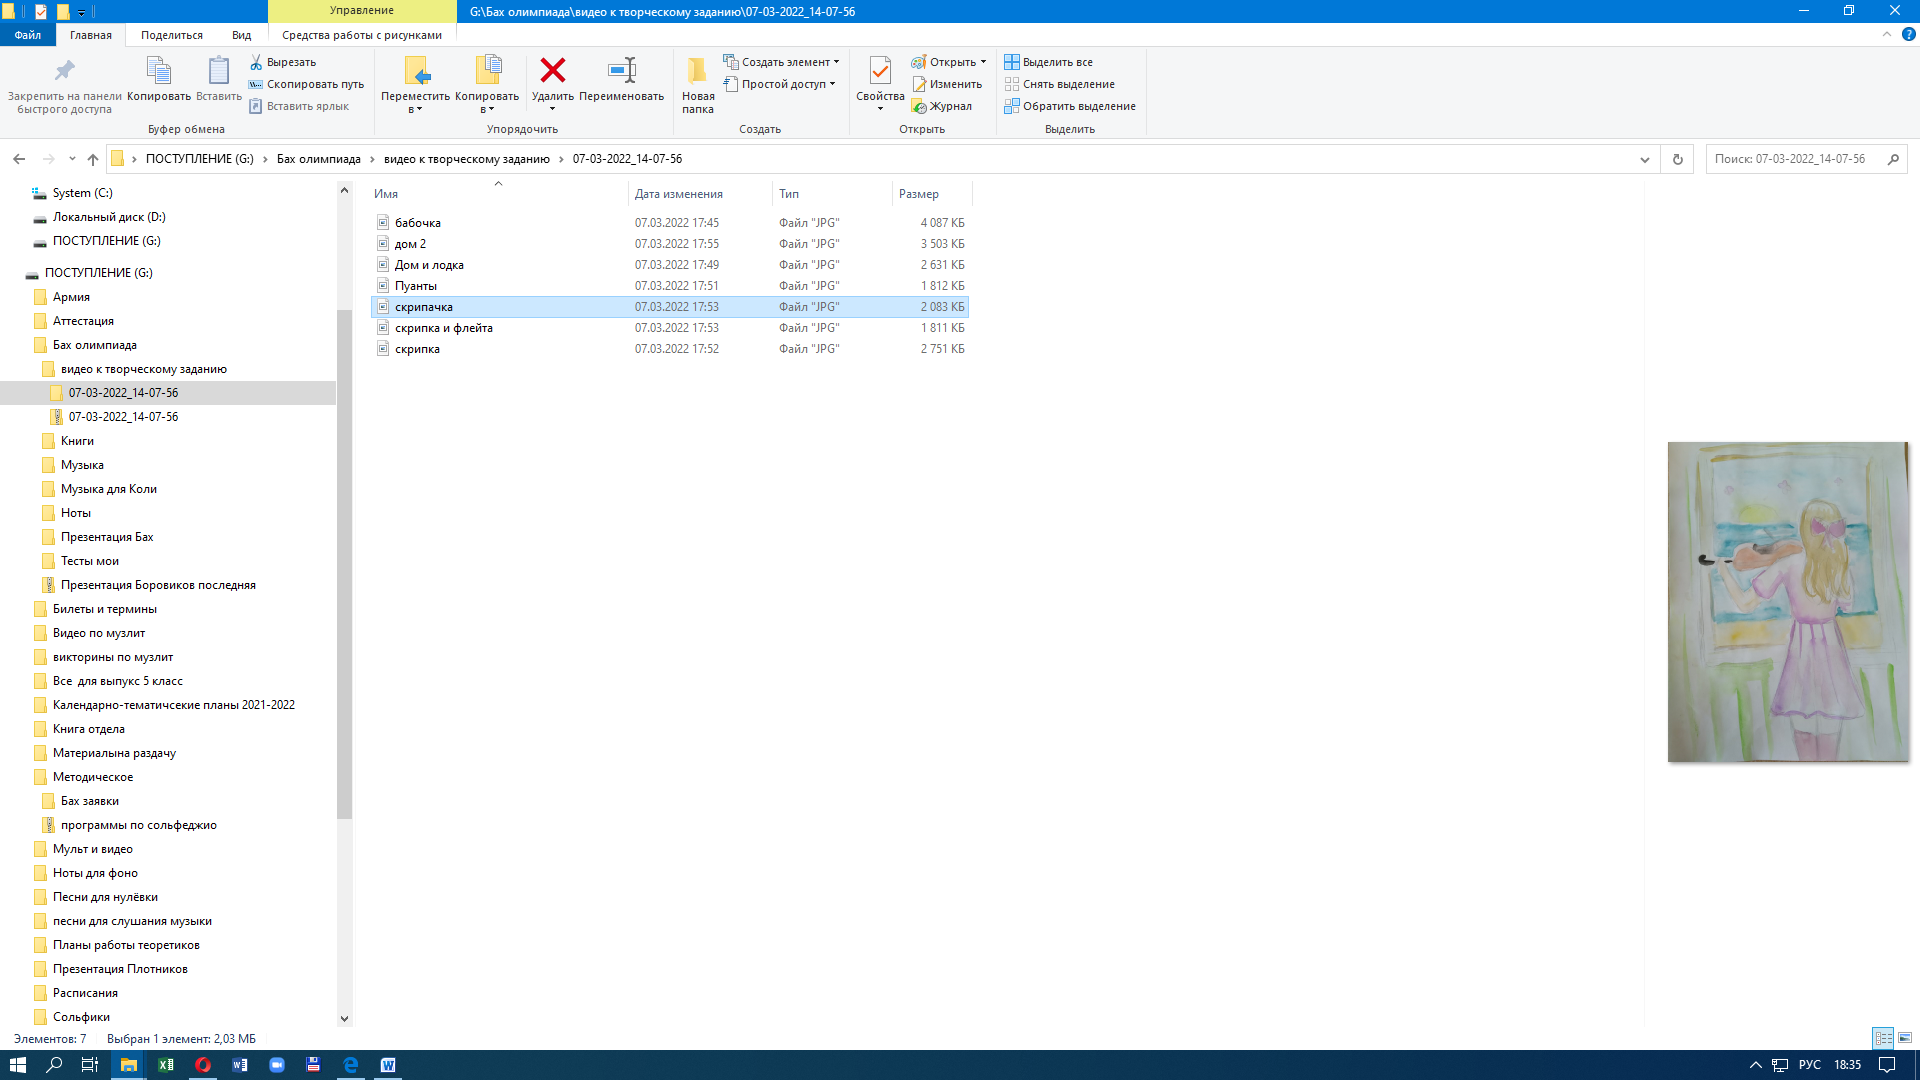 Управление
G:\Бах олимпиада\видео к творческому заданию\07-03-2022_14-07-56
Файл
Главная
Поделиться
Вид
Средства работы с рисунками
Закрепить на панели
быстрого доступа
Копировать
Вставить
Вырезать
Скопировать путь
Вставить ярлык
Буфер обмена
Переместить
в
Копировать
в
Удалить
Переименовать
Упорядочить
Новая
папка
Создать элемент
Простой доступ
Создать
Свойства
Открыть
Изменить
Журнал
Открыть
Выделить все
Снять выделение
Обратить выделение
Выделить
ПОСТУПЛЕНИЕ (G:) › Бах олимпиада › видео к творческому заданию › 07-03-2022_14-07-56
Поиск: 07-03-2022_14-07-56
System (C:)
Локальный диск (D:)
ПОСТУПЛЕНИЕ (G:)
ПОСТУПЛЕНИЕ (G:)
Армия
Аттестация
Бах олимпиада
видео к творческому заданию
07-03-2022_14-07-56
07-03-2022_14-07-56
Книги
Музыка
Музыка для Коли
Ноты
Презентация Бах
Тесты мои
Презентация Боровиков последняя
Билеты и термины
Видео по музлит
викторины по музлит
Все для выпукс 5 класс
Календарно-тематичсекие планы 2021-2022
Книга отдела
Материальна раздачу
Методическое
Бах заявки
программы по сольфеджио
Мульт и видео
Ноты для фоно
Песни для нулёвки
песни для слушания музыки
Планы работы теоретиков
Презентация Плотников
Расписания
Сольфики
Имя Дата изменения Тип Размер
бабочка 07.03.2022 17:45 Файл "JPG" 4 087 КБ
дом 2 07.03.2022 17:55 Файл "JPG" 3 503 КБ
Дом и лодка 07.03.2022 17:49 Файл "JPG" 2 631 КБ
Пуанты 07.03.2022 17:51 Файл "JPG" 1 812 КБ
скрипачка 07.03.2022 17:53 Файл "JPG" 2 083 КБ
скрипка и флейта 07.03.2022 17:53 Файл "JPG" 1 811 КБ
скрипка 07.03.2022 17:52 Файл "JPG" 2 751 КБ
Элементов: 7 Выбран 1 элемент: 2,03 МБ
РУС 18:35